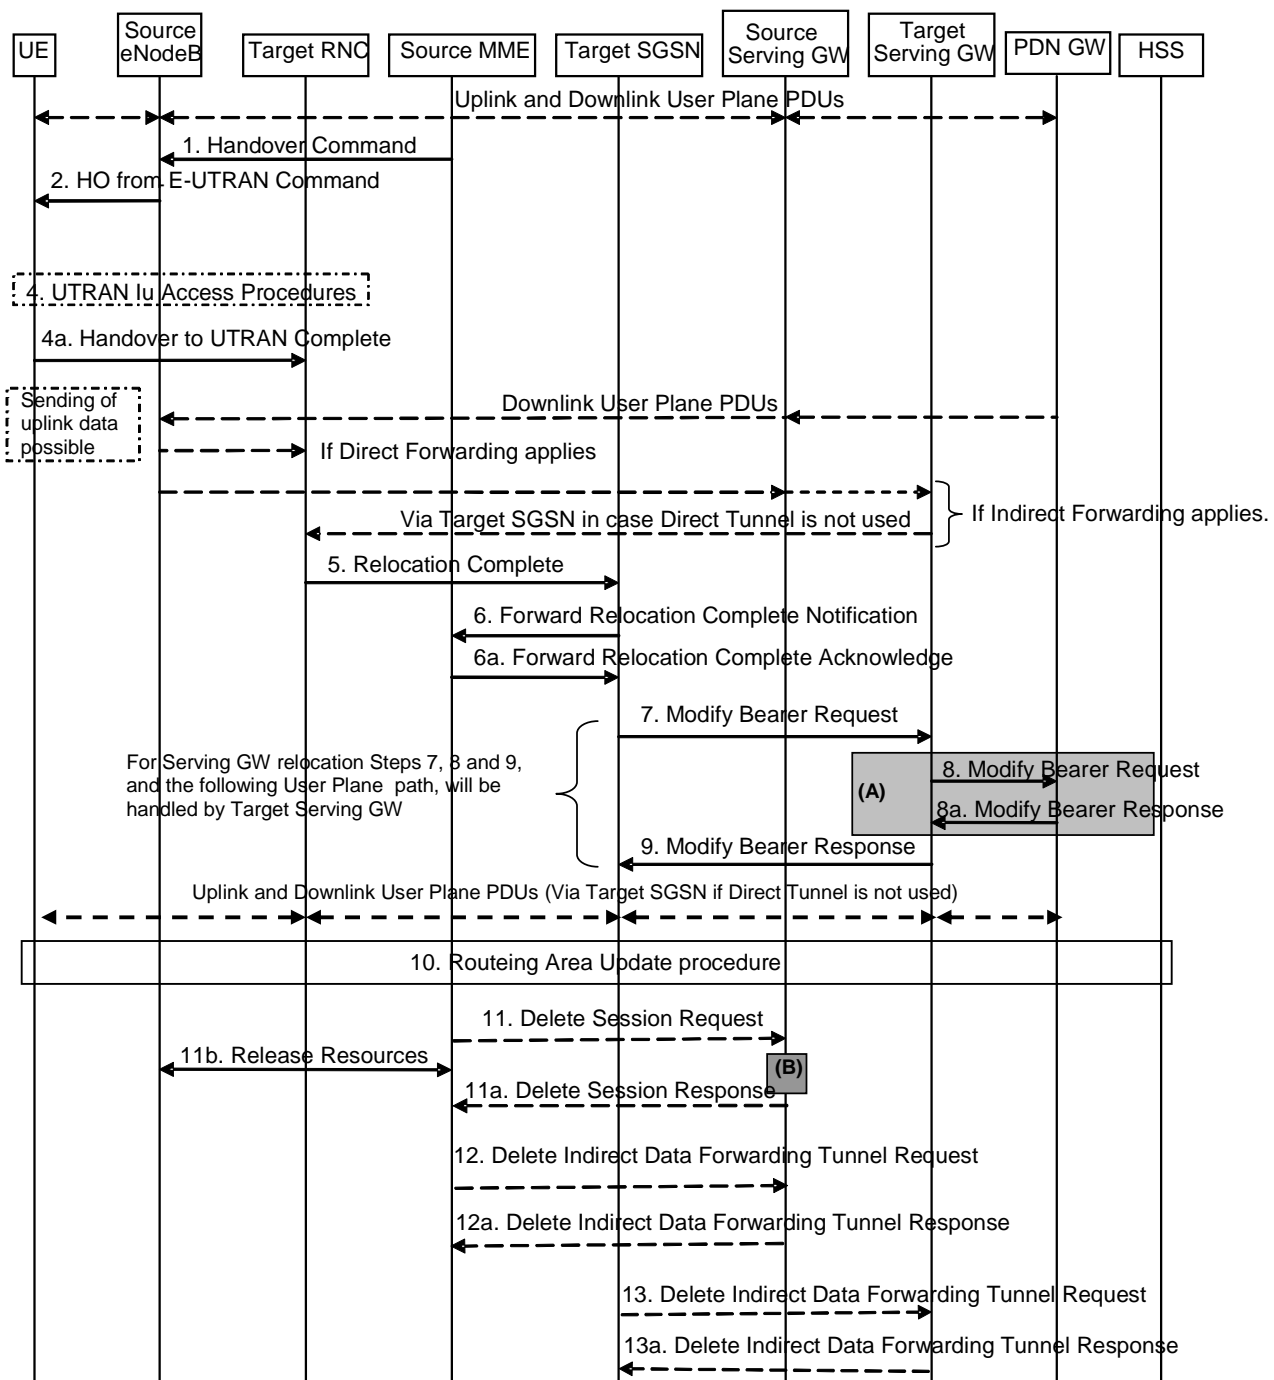 UE
Source
eNodeB
Target RNC
Source MME
Target SGSN
Source
Serving GW
Target
Serving GW
PDN GW
HSS
Uplink and Downlink User Plane PDUs
1. Handover Command
2. HO from E-UTRAN Command
4. UTRAN Iu Access Procedures
4a. Handover to UTRAN Complete
Sending of
uplink data
possible
Downlink User Plane PDUs
If Direct Forwarding applies
Via Target SGSN in case Direct Tunnel is not used
If Indirect Forwarding applies.
5. Relocation Complete
6. Forward Relocation Complete Notification
6a. Forward Relocation Complete Acknowledge
7. Modify Bearer Request
For Serving GW relocation Steps 7, 8 and 9,
and the following User Plane path, will be
handled by Target Serving GW
(A)
8. Modify Bearer Request
8a. Modify Bearer Response
9. Modify Bearer Response
Uplink and Downlink User Plane PDUs (Via Target SGSN if Direct Tunnel is not used)
10. Routeing Area Update procedure
11. Delete Session Request
11b. Release Resources
(B)
11a. Delete Session Response
12. Delete Indirect Data Forwarding Tunnel Request
12a. Delete Indirect Data Forwarding Tunnel Response
13. Delete Indirect Data Forwarding Tunnel Request
13a. Delete Indirect Data Forwarding Tunnel Response